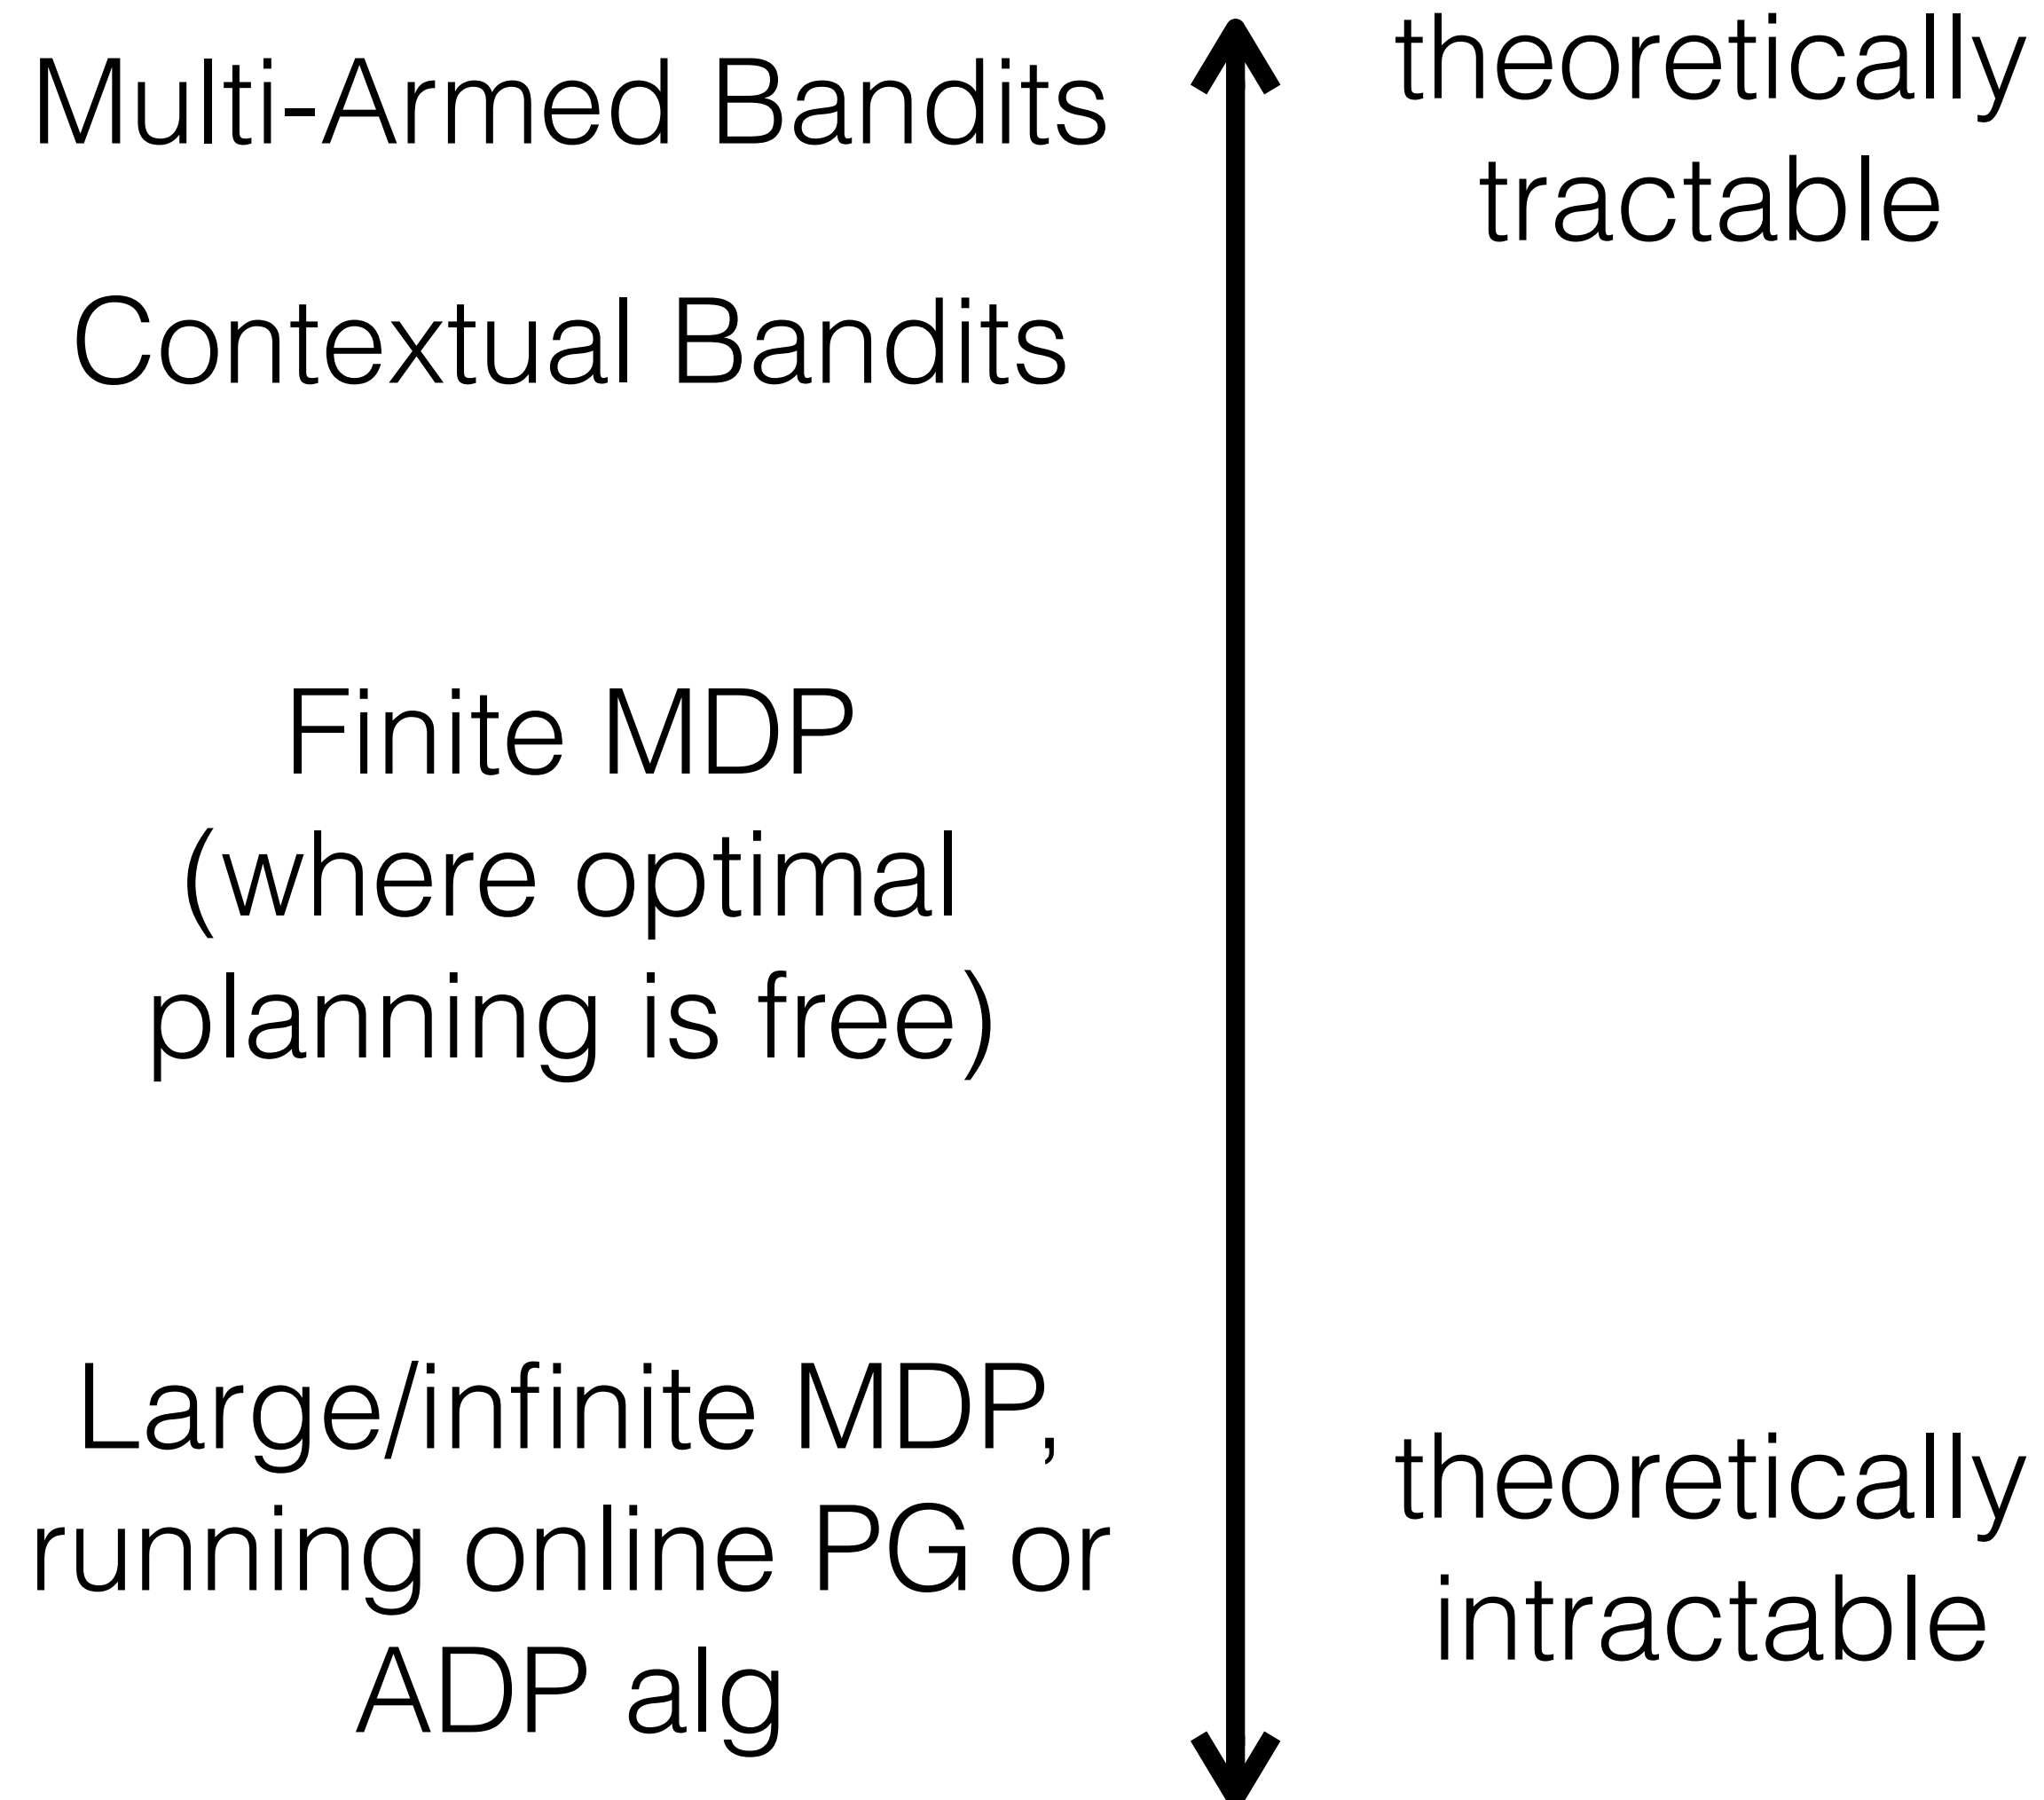 Multi-Armed Bandits
Contextual Bandits
Finite MDP
(where optimal
planning is free)
Large/infinite MDP,
running online PG or
ADP alg
theoretically
tractable
theoretically
intractable